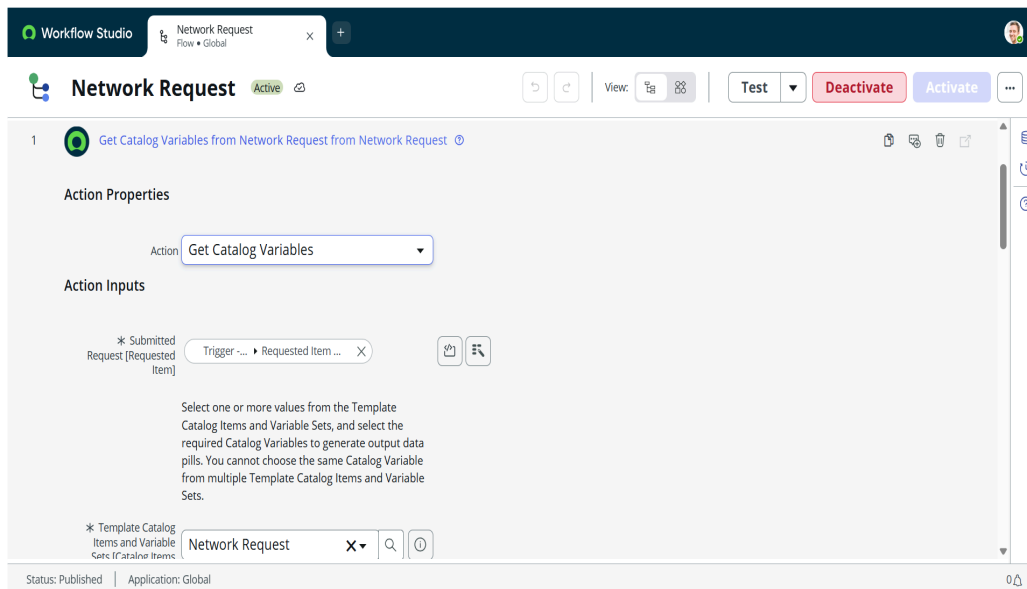 Workflow Studio
Network Request
Flow • Global
Network Request
Active
View:
Test
Deactivate
Activate
1
Get Catalog Variables from Network Request from Network Request
Action Properties
Action
Get Catalog Variables
Action Inputs
Submitted
Request [Requested
Item]
Trigger -... ▸ Requested Item ...
Select one or more values from the Template
Catalog Items and Variable Sets, and select the
required Catalog Variables to generate output data
pills. You cannot choose the same Catalog Variable
from multiple Template Catalog Items and Variable
Sets.
Template Catalog
Items and Variable
Sets [Catalog Items
Network Request
Status: Published
Application: Global
0